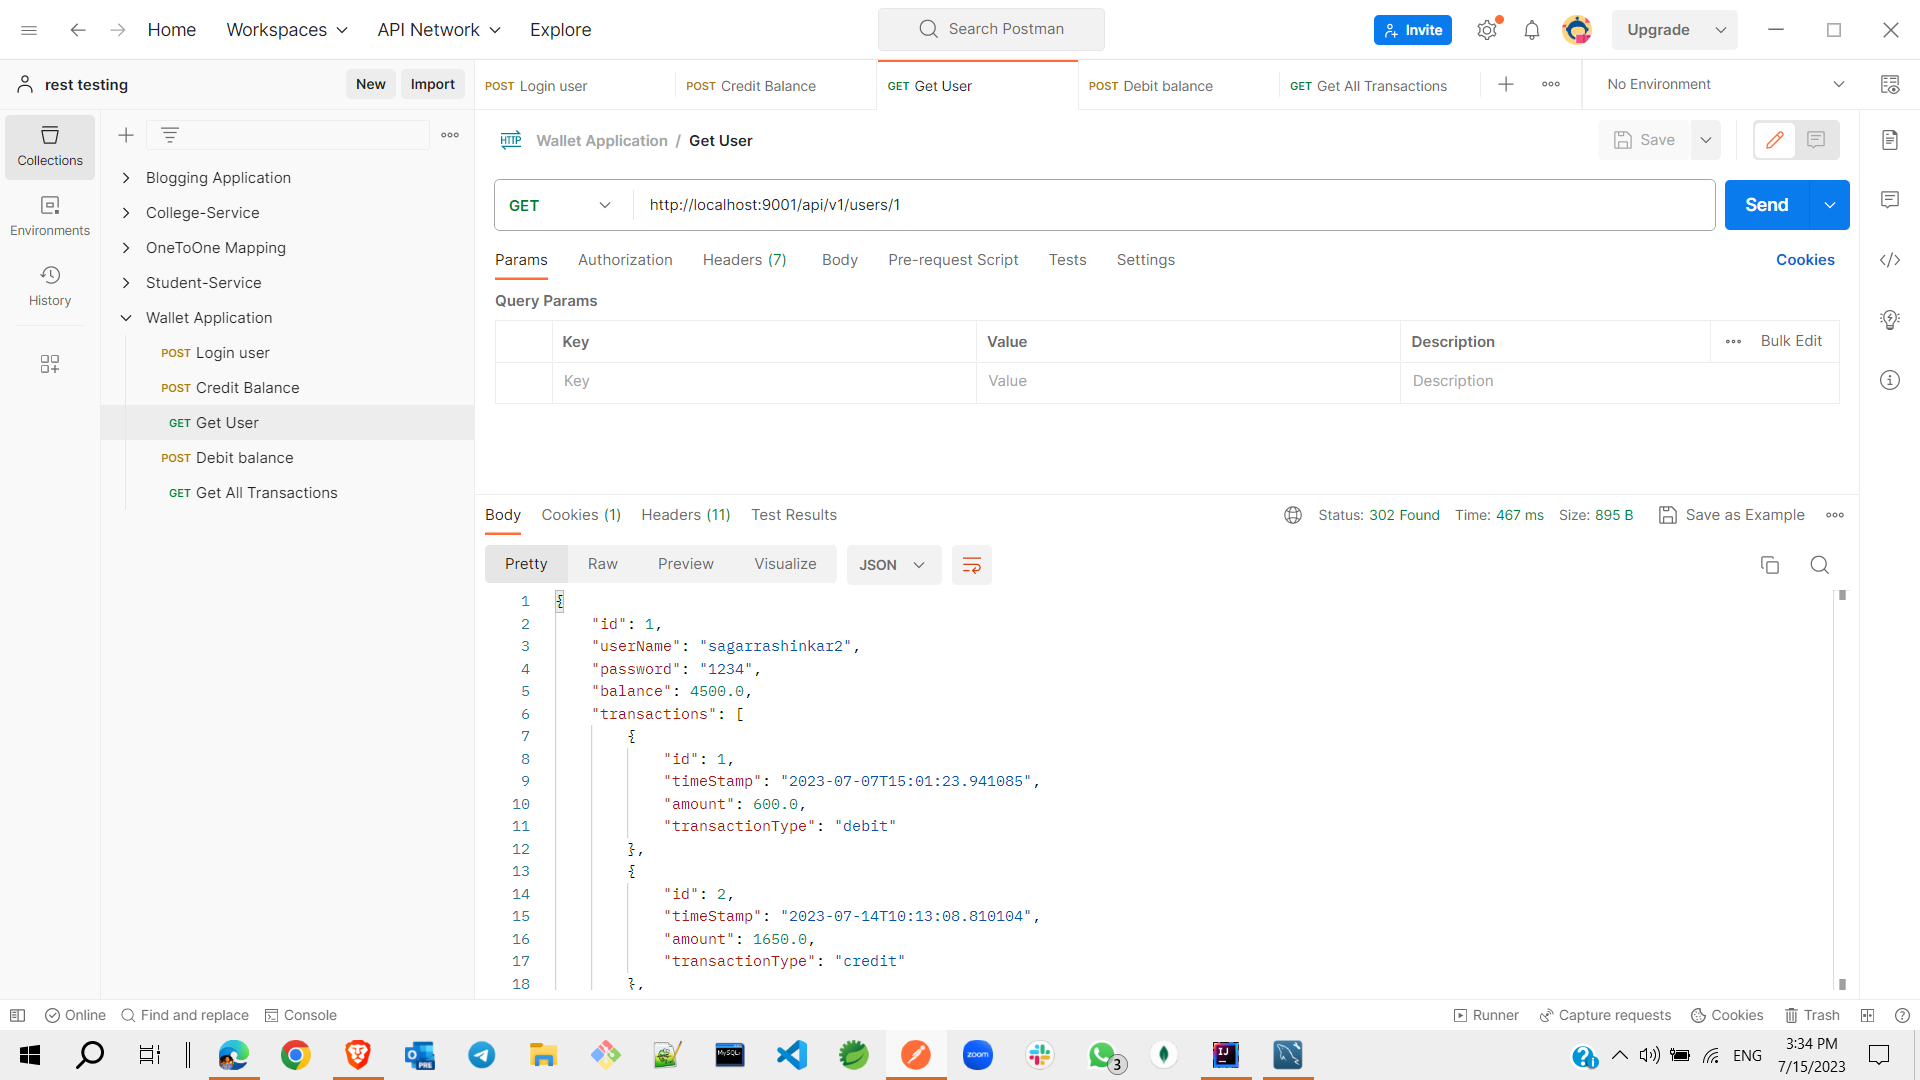 Home
Workspaces
API Network
Explore
Search Postman
Invite
Upgrade
rest testing
New
Import
POST Login user
POST Credit Balance
GET Get User
POST Debit balance
GET Get All Transactions
No Environment
Collections
Environments
History
Blogging Application
College-Service
OneToOne Mapping
Student-Service
Wallet Application
POST Login user
POST Credit Balance
GET Get User
POST Debit balance
GET Get All Transactions
HTTP Wallet Application / Get User
Save
GET
http://localhost:9001/api/v1/users/1
Send
Params
Authorization
Headers (7)
Body
Pre-request Script
Tests
Settings
Cookies
Query Params
Key
Value
Description
Bulk Edit
Key
Value
Description
Body
Cookies (1)
Headers (11)
Test Results
Status: 302 Found
Time: 467 ms
Size: 895 B
Save as Example
Pretty
Raw
Preview
Visualize
JSON
1 {
2 "id": 1,
3 "userName": "sagarrashinkar2",
4 "password": "1234",
5 "balance": 4500.0,
6 "transactions": [
7 {
8 "id": 1,
9 "timeStamp": "2023-07-07T15:01:23.941085",
10 "amount": 600.0,
11 "transactionType": "debit"
12 },
13 {
14 "id": 2,
15 "timeStamp": "2023-07-14T10:13:08.810104",
16 "amount": 1650.0,
17 "transactionType": "credit"
18 },
Online
Find and replace
Console
Runner
Capture requests
Cookies
Trash
PRE
MySQL
zoom
3
IJ
ENG
3:34 PM
7/15/2023